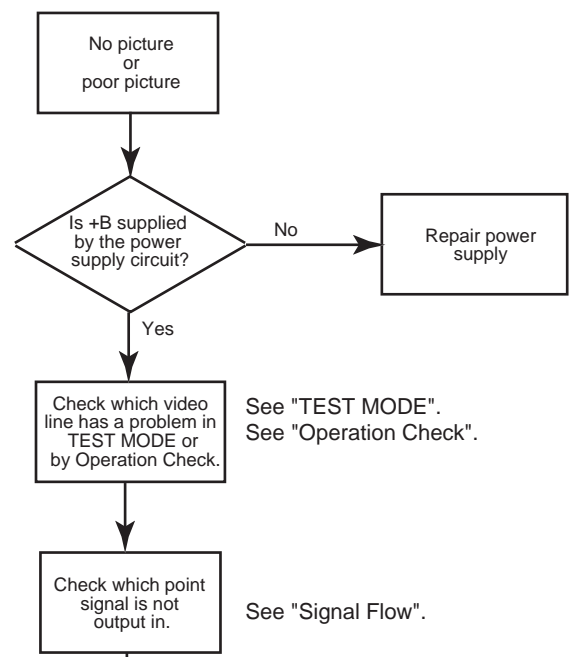 No picture
or
poor picture
Is +B supplied
by the power
supply circuit?
No
Repair power
supply
Yes
Check which video
line has a problem in
TEST MODE or
by Operation Check.
See "TEST MODE".
See "Operation Check".
Check which point
signal is not
output in.
See "Signal Flow".